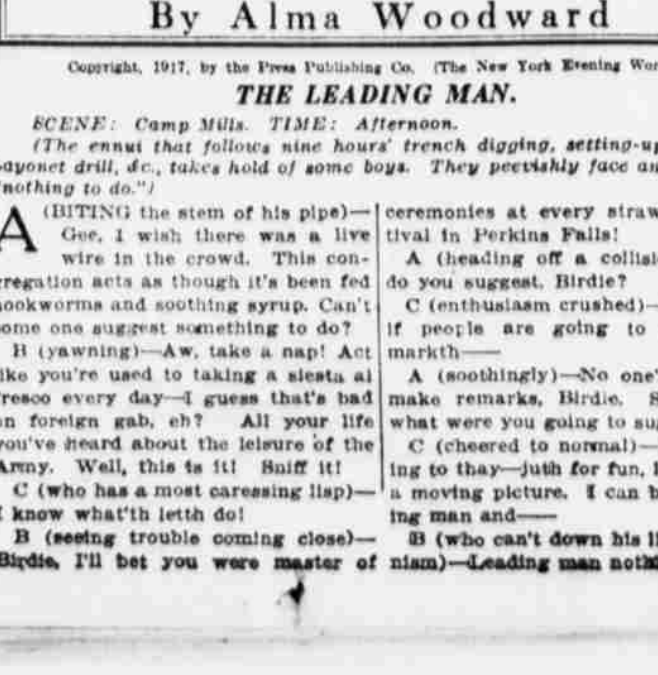 By Alma Woodward
Copyright, 1917, by the Press Publishing Co. (The New York Evening Wor
THE LEADING MAN.
SCENE: Camp Mills. TIME: Afternoon.
(The ennui that follows nine hours' trench digging, setting-up
ayonet drill, &c., takes hold of some boys. They peevishly face an
"nothing to do.")
A (BITING the stem of his pipe)—
Gee, I wish there was a live
wire in the crowd. This con-
gregation acts as though it's been fed
hookworms and soothing syrup. Can't
some one suggest something to do?
B (yawning)—Aw, take a nap! Act
like you're used to taking a siesta al
fresco every day—I guess that's bad
on foreign gab, eh? All your life
you've heard about the leisure of the
Army. Well, this is it! Sniff it!
C (who has a most caressing lisp)—
I know what'th letth do!
B (seeing trouble coming close)—
Birdie, I'll bet you were master of
ceremonies at every straw
tival in Perkins Falls!
A (heading off a collisi
do you suggest, Birdie?
C (enthusiasm crushed)—
if people are going to
markth—
A (soothingly)—No one'
make remarks, Birdie. S
what were you going to su
C (cheered to normal)—
ing to thay—juth for fun, l
a moving picture. I can b
ing man and—
B (who can't down his li
nism)—Leading man nothi